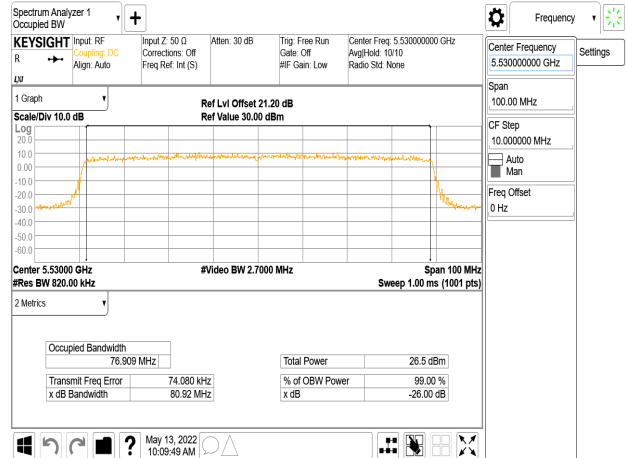 Spectrum Analyzer 1
Occupied BW
Frequency
KEYSIGHT
R
Input: RF
Coupling: DC
Align: Auto
Input Z: 50 Ω
Corrections: Off
Freq Ref: Int (S)
Atten: 30 dB
Trig: Free Run
Gate: Off
#IF Gain: Low
Center Freq: 5.530000000 GHz
Avg|Hold: 10/10
Radio Std: None
Center Frequency
5.530000000 GHz
Settings
Span
100.00 MHz
CF Step
10.000000 MHz
Auto
Man
Freq Offset
0 Hz
1 Graph
Ref Lvl Offset 21.20 dB
Scale/Div 10.0 dB
Ref Value 30.00 dBm
Log
20.0
10.0
0.00
-10.0
-20.0
-30.0
-40.0
-50.0
-60.0
Center 5.53000 GHz
#Video BW 2.7000 MHz
Span 100 MHz
#Res BW 820.00 kHz
Sweep 1.00 ms (1001 pts)
2 Metrics
Occupied Bandwidth
76.909 MHz
Total Power
26.5 dBm
Transmit Freq Error
74.080 kHz
% of OBW Power
99.00 %
x dB Bandwidth
80.92 MHz
x dB
-26.00 dB
?
May 13, 2022
10:09:49 AM